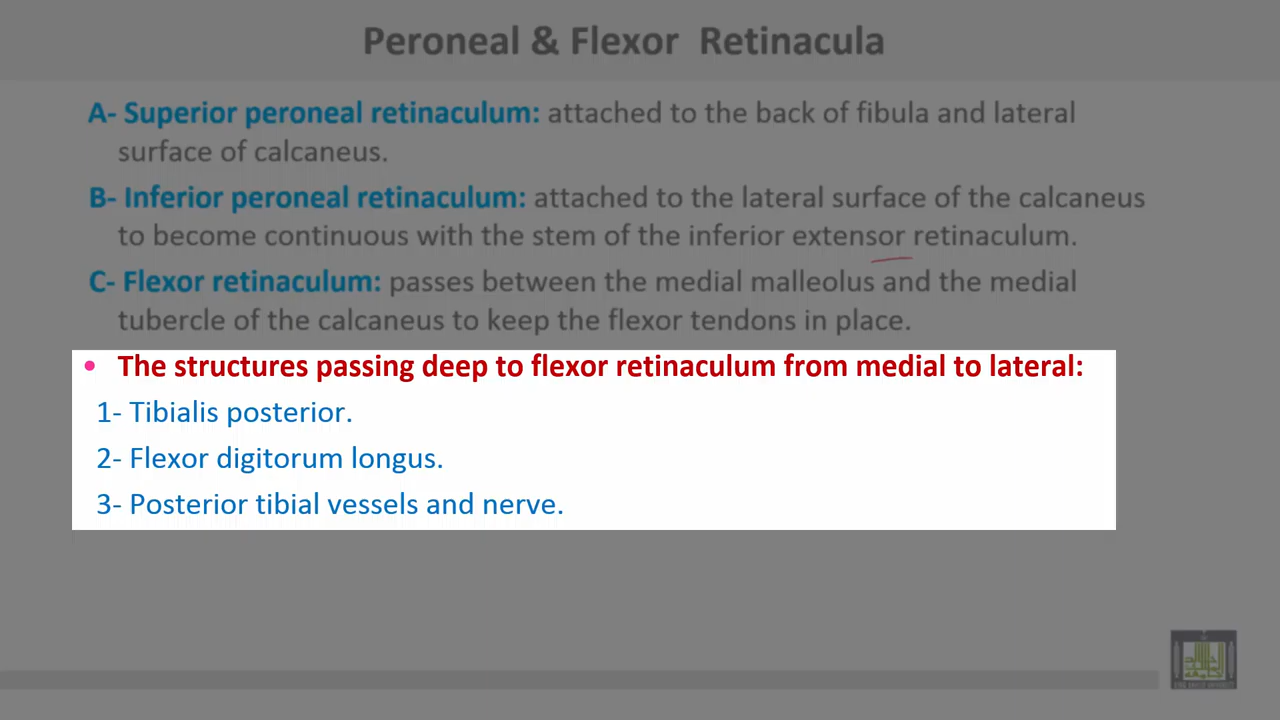 Peroneal & Flexor Retinacula
A- Superior peroneal retinaculum: attached to the back of fibula and lateral
surface of calcaneus.
B- Inferior peroneal retinaculum: attached to the lateral surface of the calcaneus
to become continuous with the stem of the inferior extensor retinaculum.
C- Flexor retinaculum: passes between the medial malleolus and the medial
tubercle of the calcaneus to keep the flexor tendons in place.
• The structures passing deep to flexor retinaculum from medial to lateral:
1- Tibialis posterior.
2- Flexor digitorum longus.
3- Posterior tibial vessels and nerve.